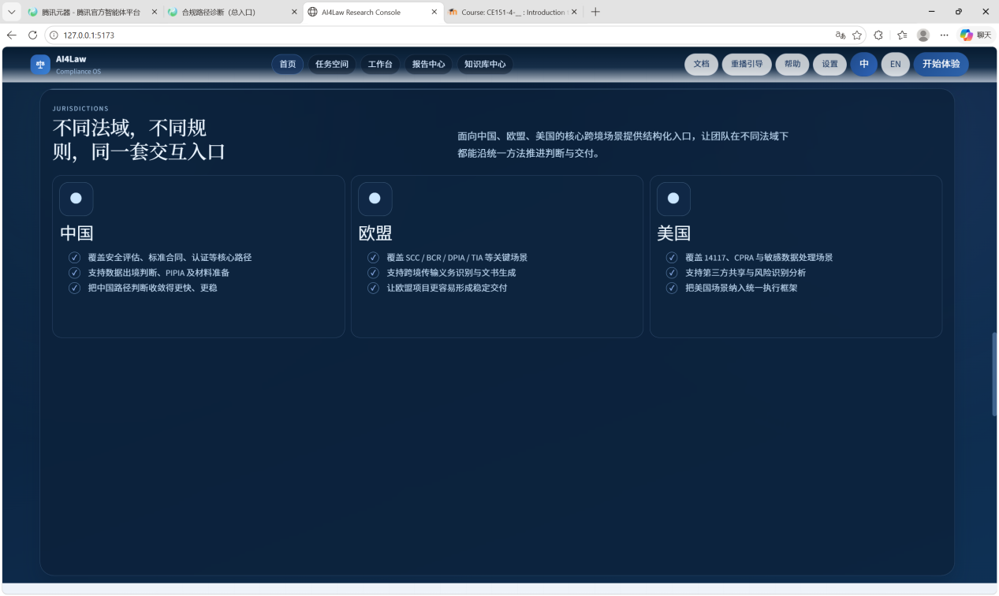 腾讯元器 - 腾讯官方智能体平台
合规路径诊断（总入口）
AI4Law Research Console
Course: CE151-4-__ : Introduction
127.0.0.1:5173
聊天
AI4Law
Compliance OS
首页
任务空间
工作台
报告中心
知识库中心
文档
重播引导
帮助
设置
中
EN
开始体验
JURISDICTIONS
不同法域，不同规
则，同一套交互入口
面向中国、欧盟、美国的核心跨境场景提供结构化入口，让团队在不同法域下
都能沿统一方法推进判断与交付。
中国
覆盖安全评估、标准合同、认证等核心路径
支持数据出境判断、PIPIA 及材料准备
把中国路径判断收敛得更快、更稳
欧盟
覆盖 SCC / BCR / DPIA / TIA 等关键场景
支持跨境传输义务识别与文书生成
让欧盟项目更容易形成稳定交付
美国
覆盖 14117、CPRA 与敏感数据处理场景
支持第三方共享与风险识别分析
把美国场景纳入统一执行框架